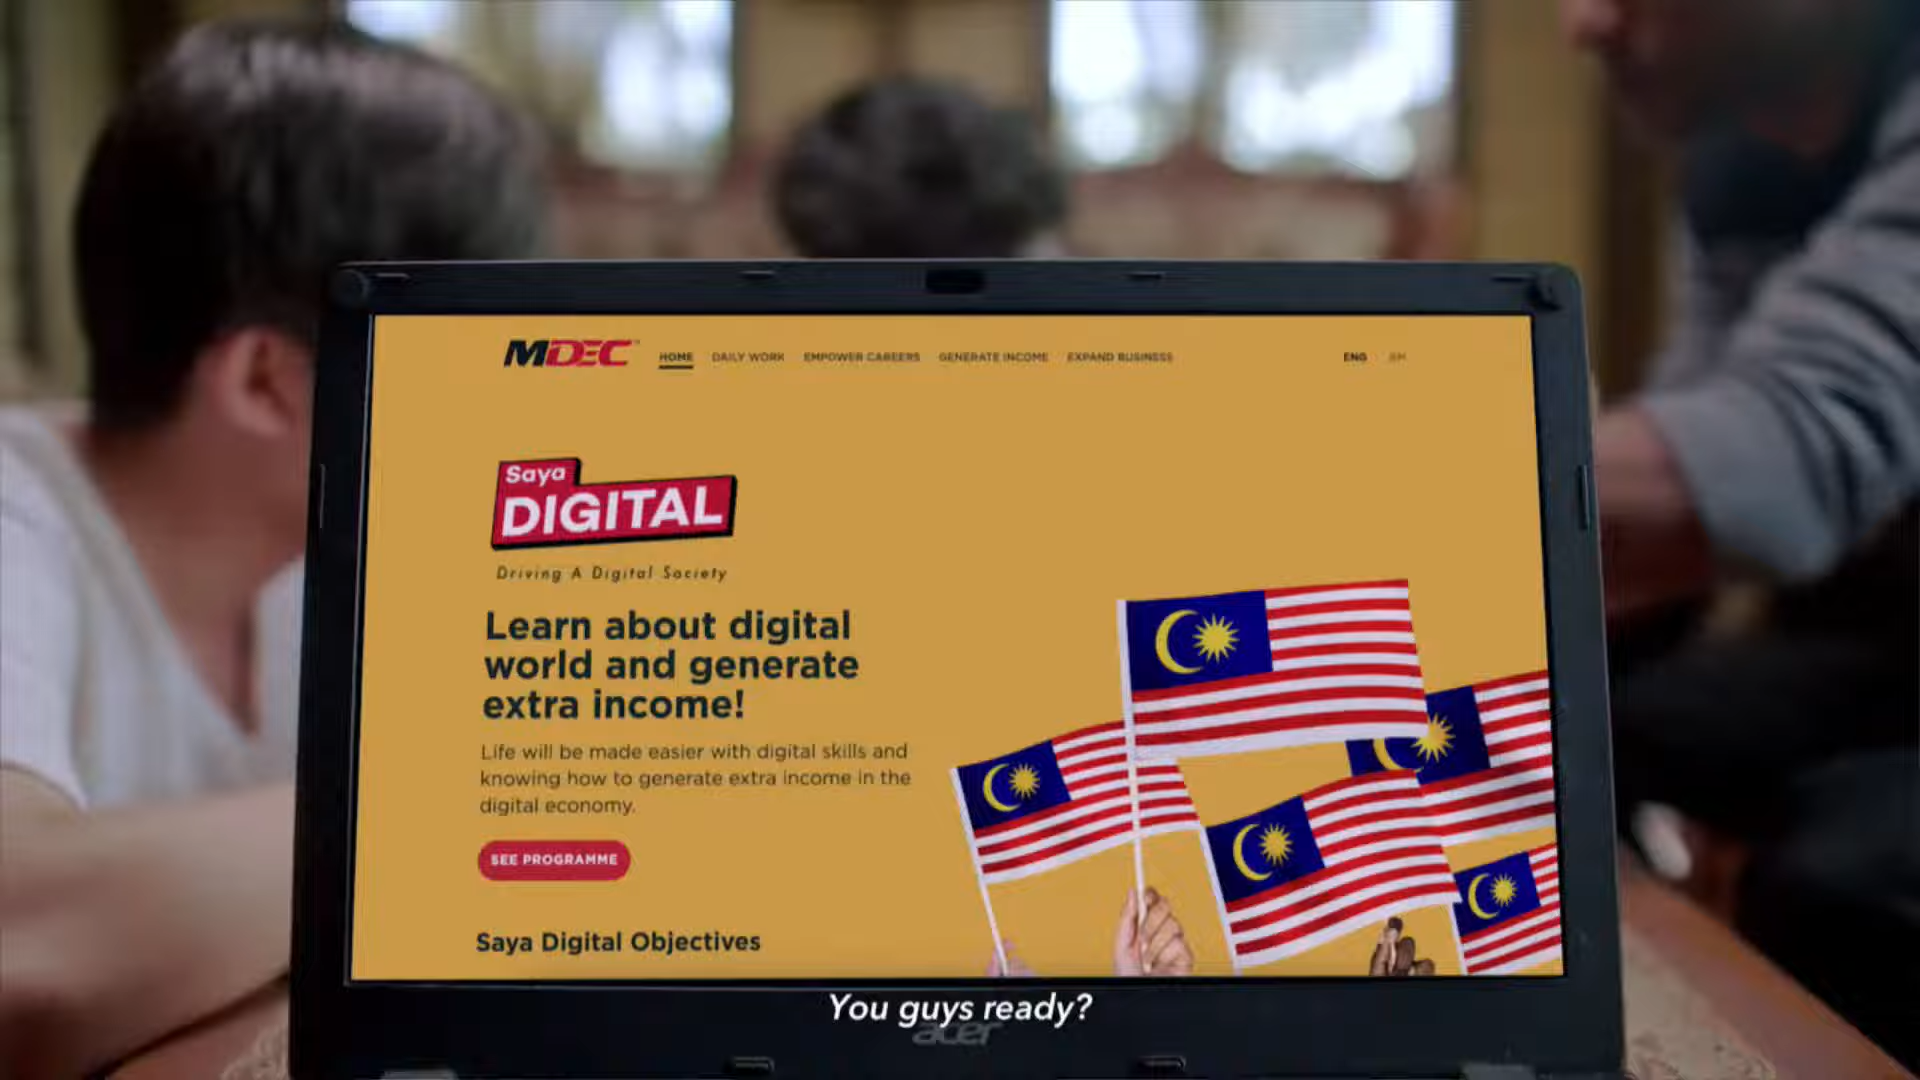 MDEC
HOME DAILY WORK EMPOWER CAREERS GENERATE INCOME EXPAND BUSINESS ENG BM
Saya
DIGITAL
Driving A Digital Society
Learn about digital
world and generate
extra income!
Life will be made easier with digital skills and
knowing how to generate extra income in the
digital economy.
SEE PROGRAMME
Saya Digital Objectives
You guys ready?
acer